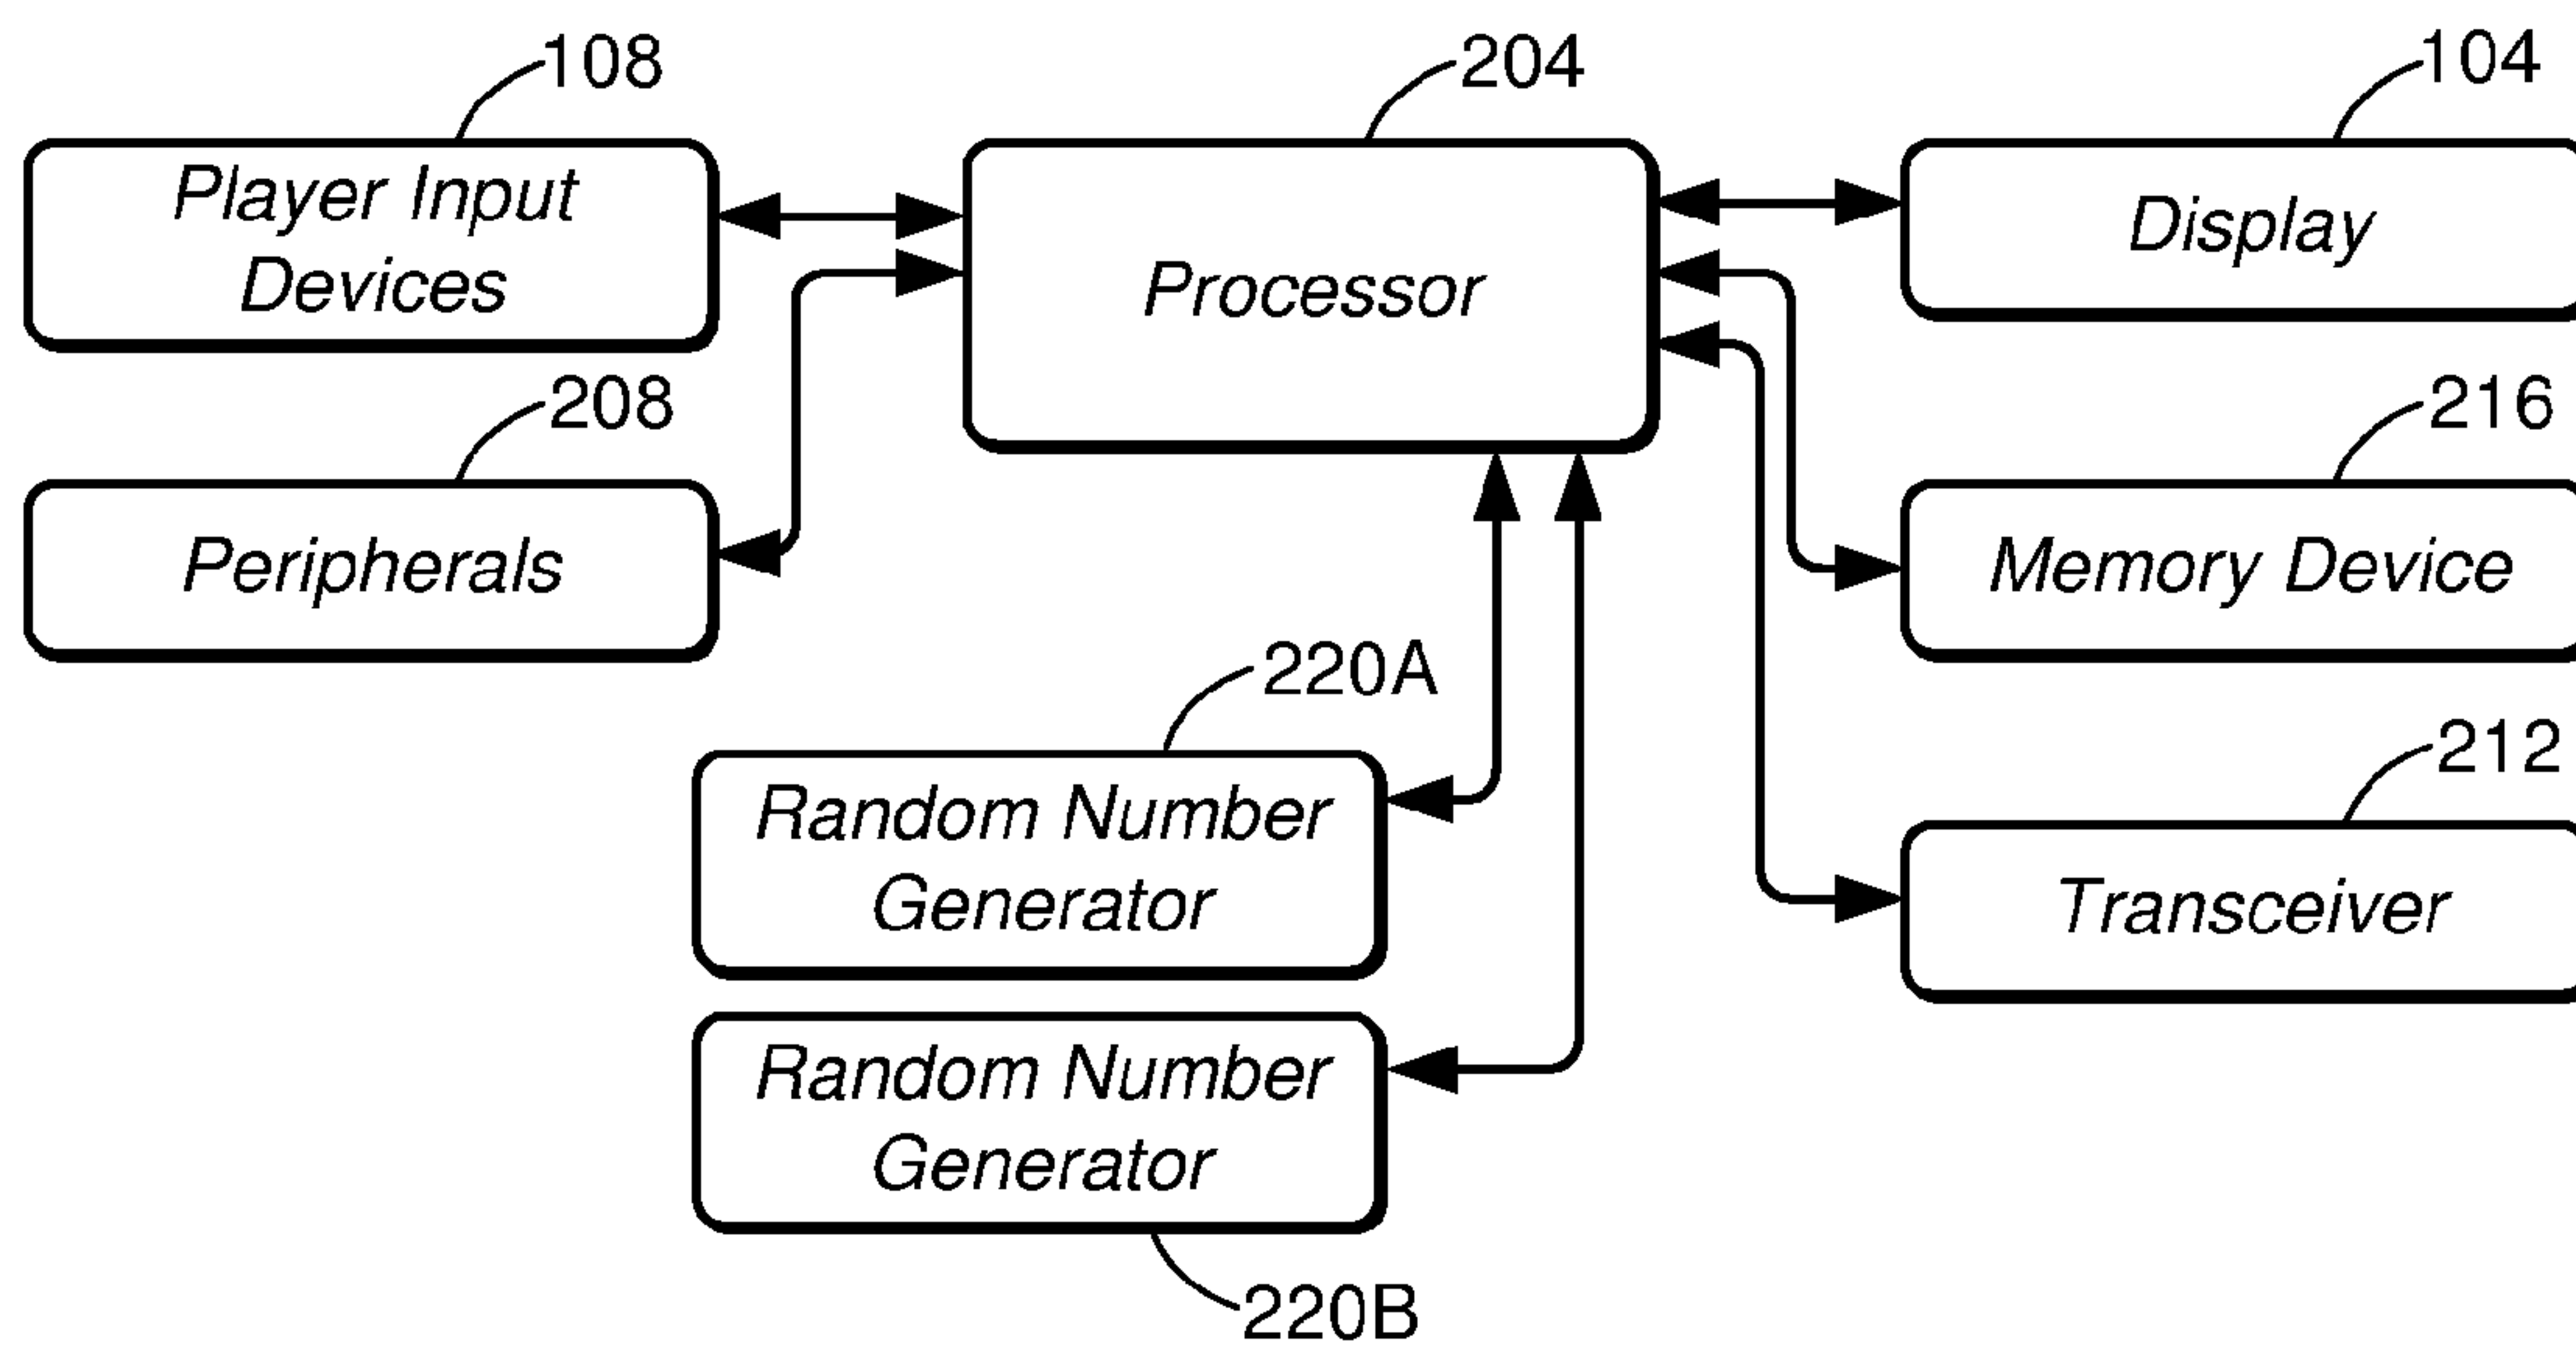 108
204
104
Player Input
Devices
Processor
Display
208
216
Peripherals
Memory Device
220A
212
Random Number
Generator
Transceiver
Random Number
Generator
220B